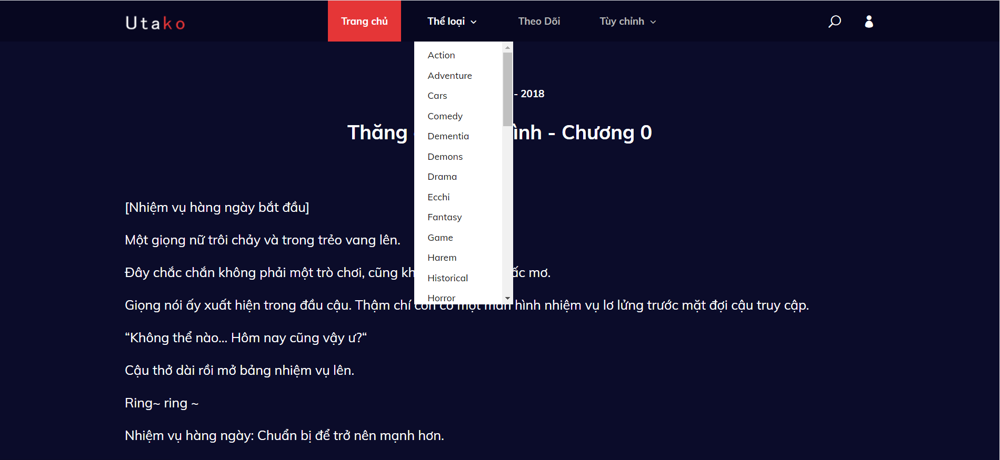 Utako
Trang chủ
Thể loại
Theo Dõi
Tùy chỉnh
Action
Adventure
Cars
Comedy
Dementia
Demons
Drama
Ecchi
Fantasy
Game
Harem
Historical
Horror
- 2018
Thăng ình - Chương 0
[Nhiệm vụ hàng ngày bắt đầu]
Một giọng nữ trôi chảy và trong trẻo vang lên.
Đây chắc chắn không phải một trò chơi, cũng kh ấc mơ.
Giọng nói ấy xuất hiện trong đầu cậu. Thậm chí còn có một màn hình nhiệm vụ lơ lửng trước mặt đợi cậu truy cập.
“Không thể nào... Hôm nay cũng vậy ư?“
Cậu thở dài rồi mở bảng nhiệm vụ lên.
Ring~ ring ~
Nhiệm vụ hàng ngày: Chuẩn bị để trở nên mạnh hơn.